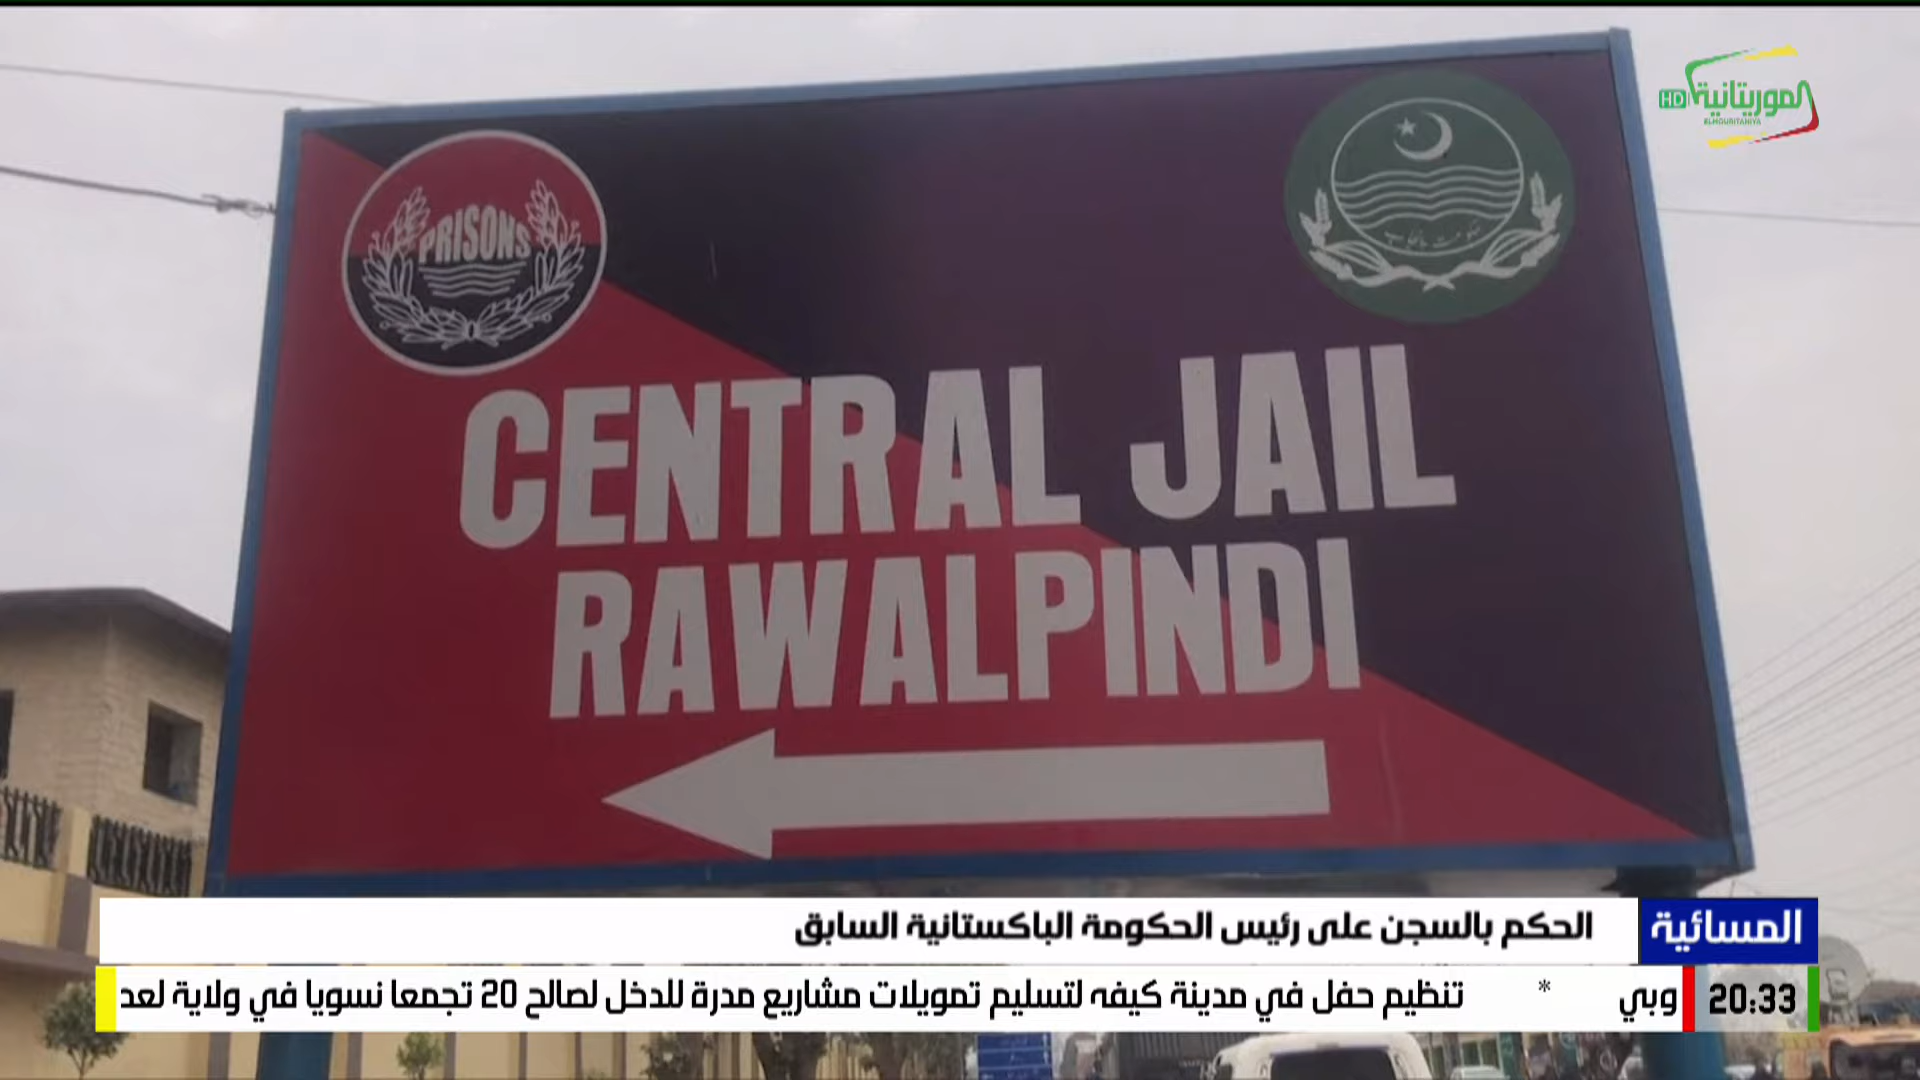 الموريتانية
HD
ELMOURITANIYA
PRISONS
CENTRAL JAIL
RAWALPINDI
المسائية
الحكم بالسجن على رئيس الحكومة الباكستانية السابق
20:33
وبي * تنظيم حفل في مدينة كيفه لتسليم تمويلات مشاريع مدرة للدخل لصالح 20 تجمعا نسويا في ولاية لعد